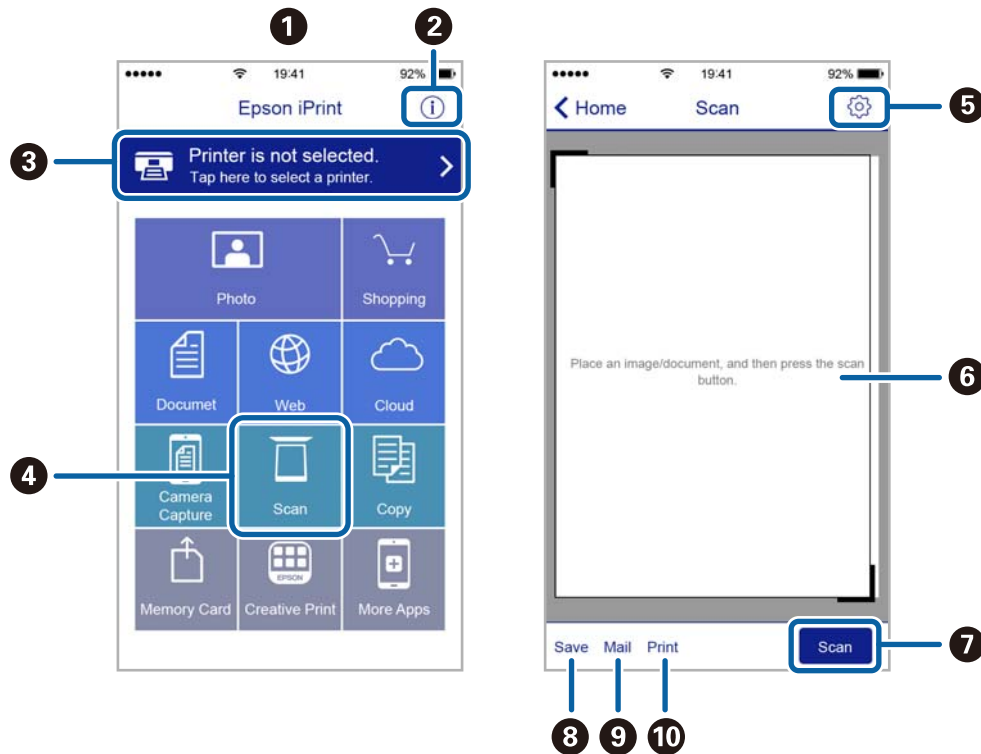 1
2
19:41
92%
Epson iPrint
i
3
Printer is not selected.
Tap here to select a printer.
Photo
Shopping
Documet
Web
Cloud
4
Camera
Capture
Scan
Copy
EPSON
Memory Card
Creative Print
More Apps
19:41
92%
Home
Scan
5
Place an image/document, and then press the scan
button.
6
Save
Mail
Print
Scan
7
8
9
10